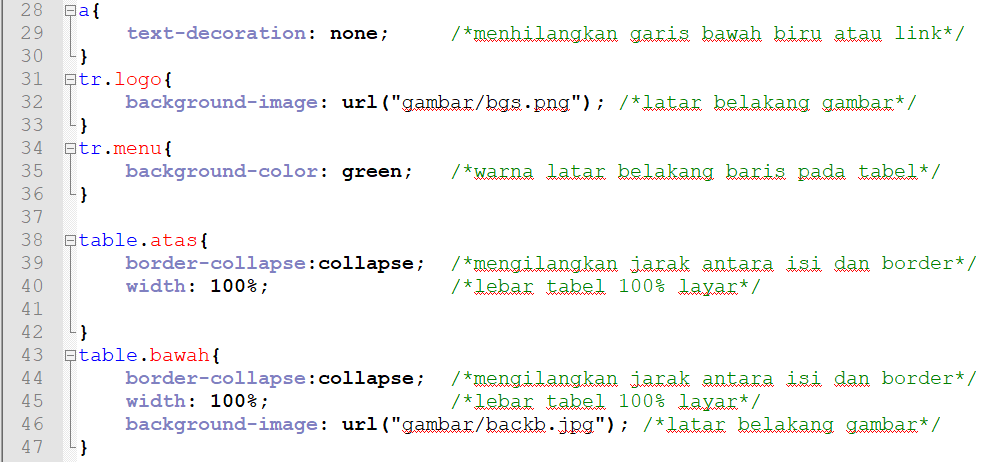 28 a{
29 text-decoration: none; /*menhilangkan garis bawah biru atau link*/
30 }
31 tr.logo{
32 background-image: url("gambar/bgs.png"); /*latar belakang gambar*/
33 }
34 tr.menu{
35 background-color: green; /*warna latar belakang baris pada tabel*/
36 }
37
38 table.atas{
39 border-collapse:collapse; /*mengilangkan jarak antara isi dan border*/
40 width: 100%; /*lebar tabel 100% layar*/
41
42 }
43 table.bawah{
44 border-collapse:collapse; /*mengilangkan jarak antara isi dan border*/
45 width: 100%; /*lebar tabel 100% layar*/
46 background-image: url("gambar/backb.jpg"); /*latar belakang gambar*/
47 }